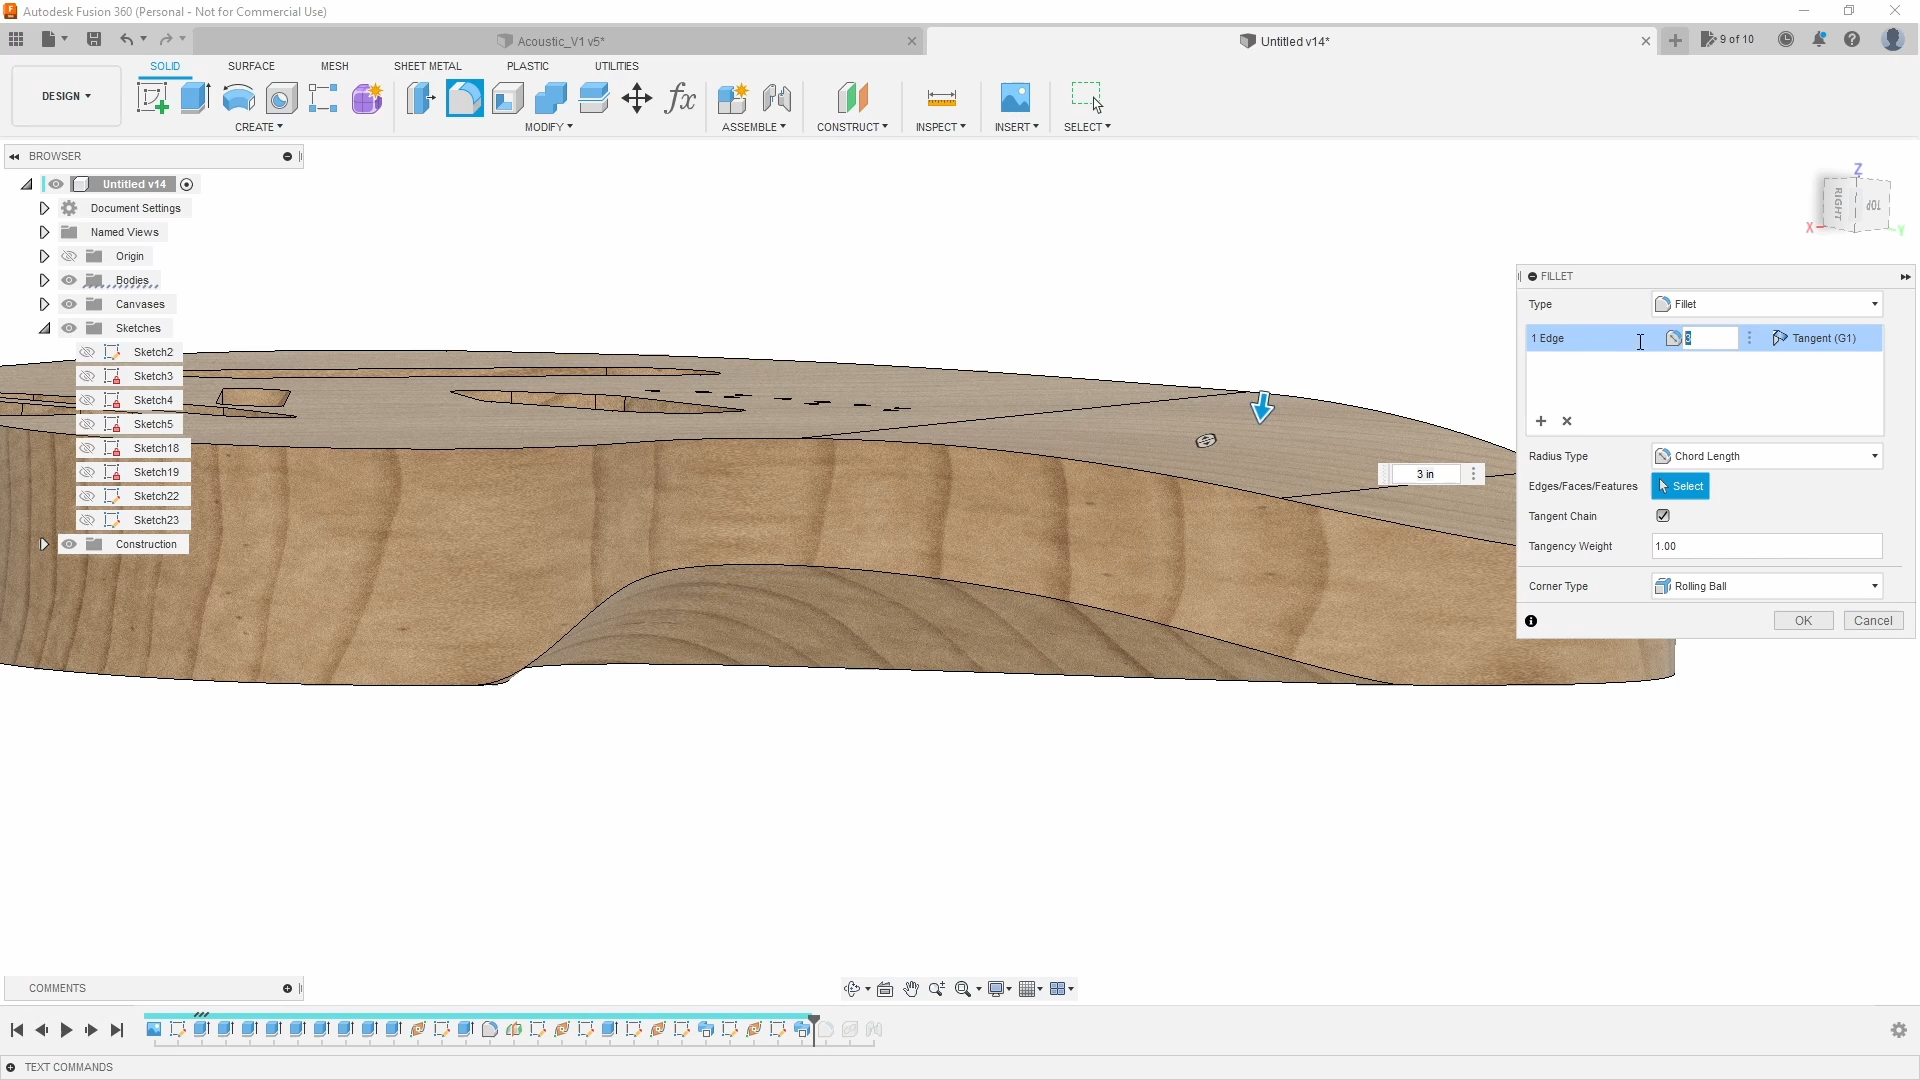 Autodesk Fusion 360 (Personal - Not for Commercial Use)
Acoustic_V1 v5*
Untitled v14*
9 of 10
DESIGN
SOLID
SURFACE
MESH
SHEET METAL
PLASTIC
UTILITIES
CREATE
MODIFY
ASSEMBLE
CONSTRUCT
INSPECT
INSERT
SELECT
BROWSER
Untitled v14
Document Settings
Named Views
Origin
Bodies
Canvases
Sketches
Sketch2
Sketch3
Sketch4
Sketch5
Sketch18
Sketch19
Sketch22
Sketch23
Construction
Z
RIGHT
TOP
X
Y
3 in
FILLET
Type
Fillet
1 Edge
3
Tangent (G1)
Radius Type
Chord Length
Edges/Faces/Features
Select
Tangent Chain
Tangency Weight
1.00
Corner Type
Rolling Ball
OK
Cancel
COMMENTS
TEXT COMMANDS